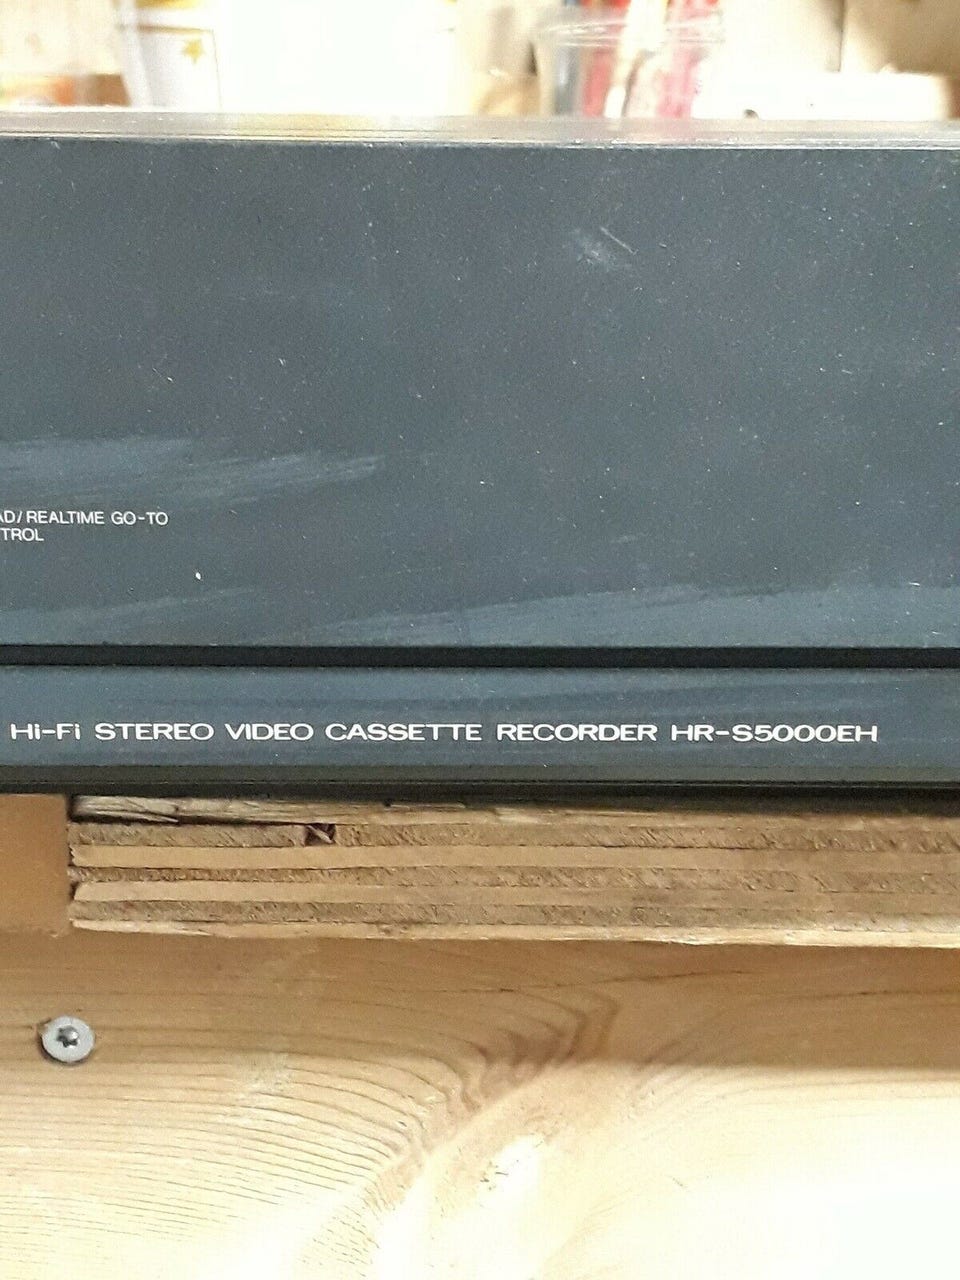 AD/REALTIME GO-TO
TROL
Hi-Fi STEREO VIDEO CASSETTE RECORDER HR-S5000EH